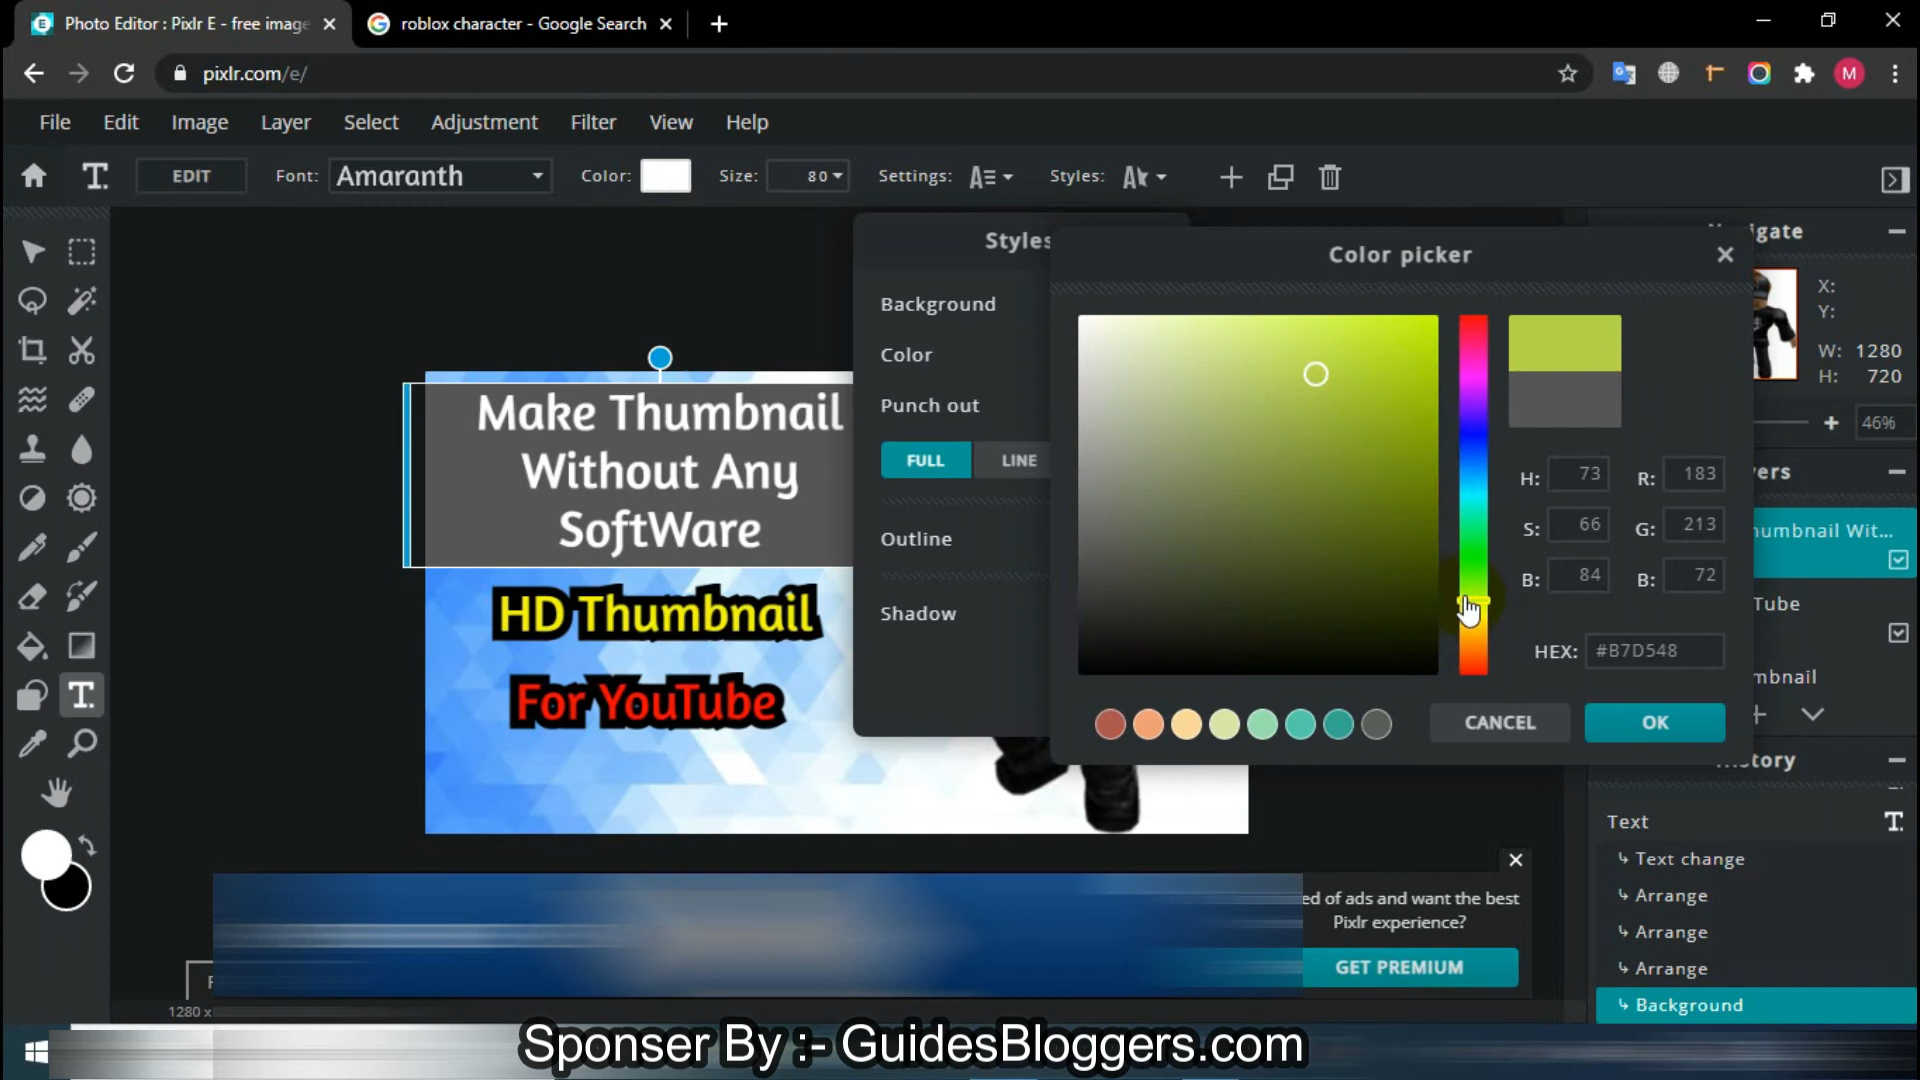 Photo Editor : Pixlr E - free image
roblox character - Google Search
pixlr.com/e/
M
File Edit Image Layer Select Adjustment Filter View Help
EDIT Font: Amaranth Color: Size: 80 Settings: Styles:
Styles
Background
Color
Punch out
FULL LINE
Outline
Shadow
Color picker
H: 73 R: 183
S: 66 G: 213
B: 84 B: 72
HEX: #B7D548
CANCEL OK
X:
Y:
W: 1280
H: 720
46%
Make Thumbnail
Without Any
SoftWare
HD Thumbnail
For YouTube
Text
Text change
Arrange
Arrange
Arrange
Background
ed of ads and want the best
Pixlr experience?
GET PREMIUM
1280 x
Sponser By :- GuidesBloggers.com